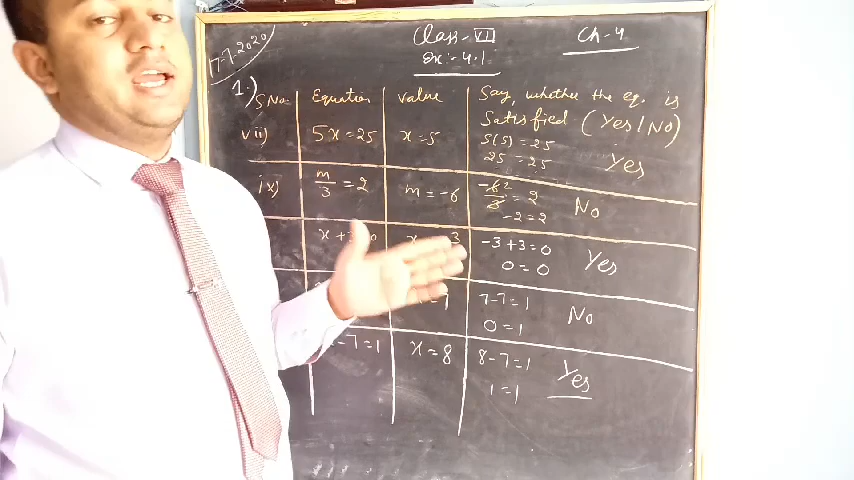 17-7-2020
Class - VI
Ch-4
Ex:- 4.1
1.)
S No. Equation Value Say, whether the eq. is
Satisfied (Yes/No)
vii) 5x = 25 x = 5 5(5) = 25
25 = 25 Yes
ix) m/3 = 2 m = -6 -6/3 2 = 2
-2 = 2 No
x + 3 = 0 3 -3 + 3 = 0
0 = 0 Yes
7-7 = 1
0 = 1 No
-7 = 1 x = 8 8-7 = 1
1 = 1 Yes